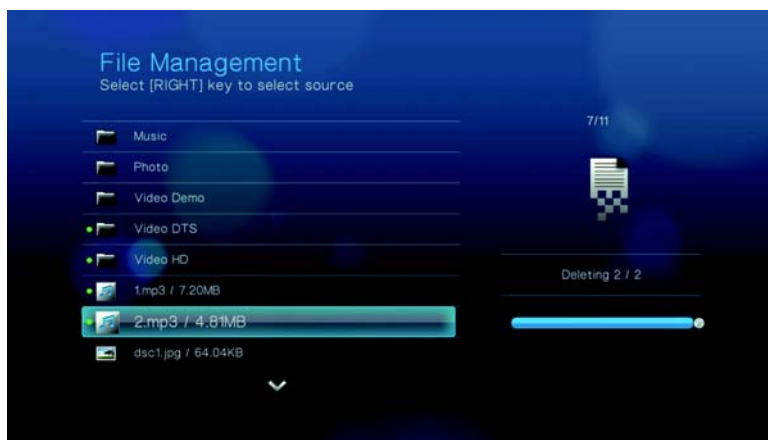 File Management
Select [RIGHT] key to select source
7/11
Music
Photo
Video Demo
Video DTS
Video HD
Deleting 2 / 2
1.mp3 / 7.20MB
2.mp3 / 4.81MB
dsc1.jpg / 64.04KB